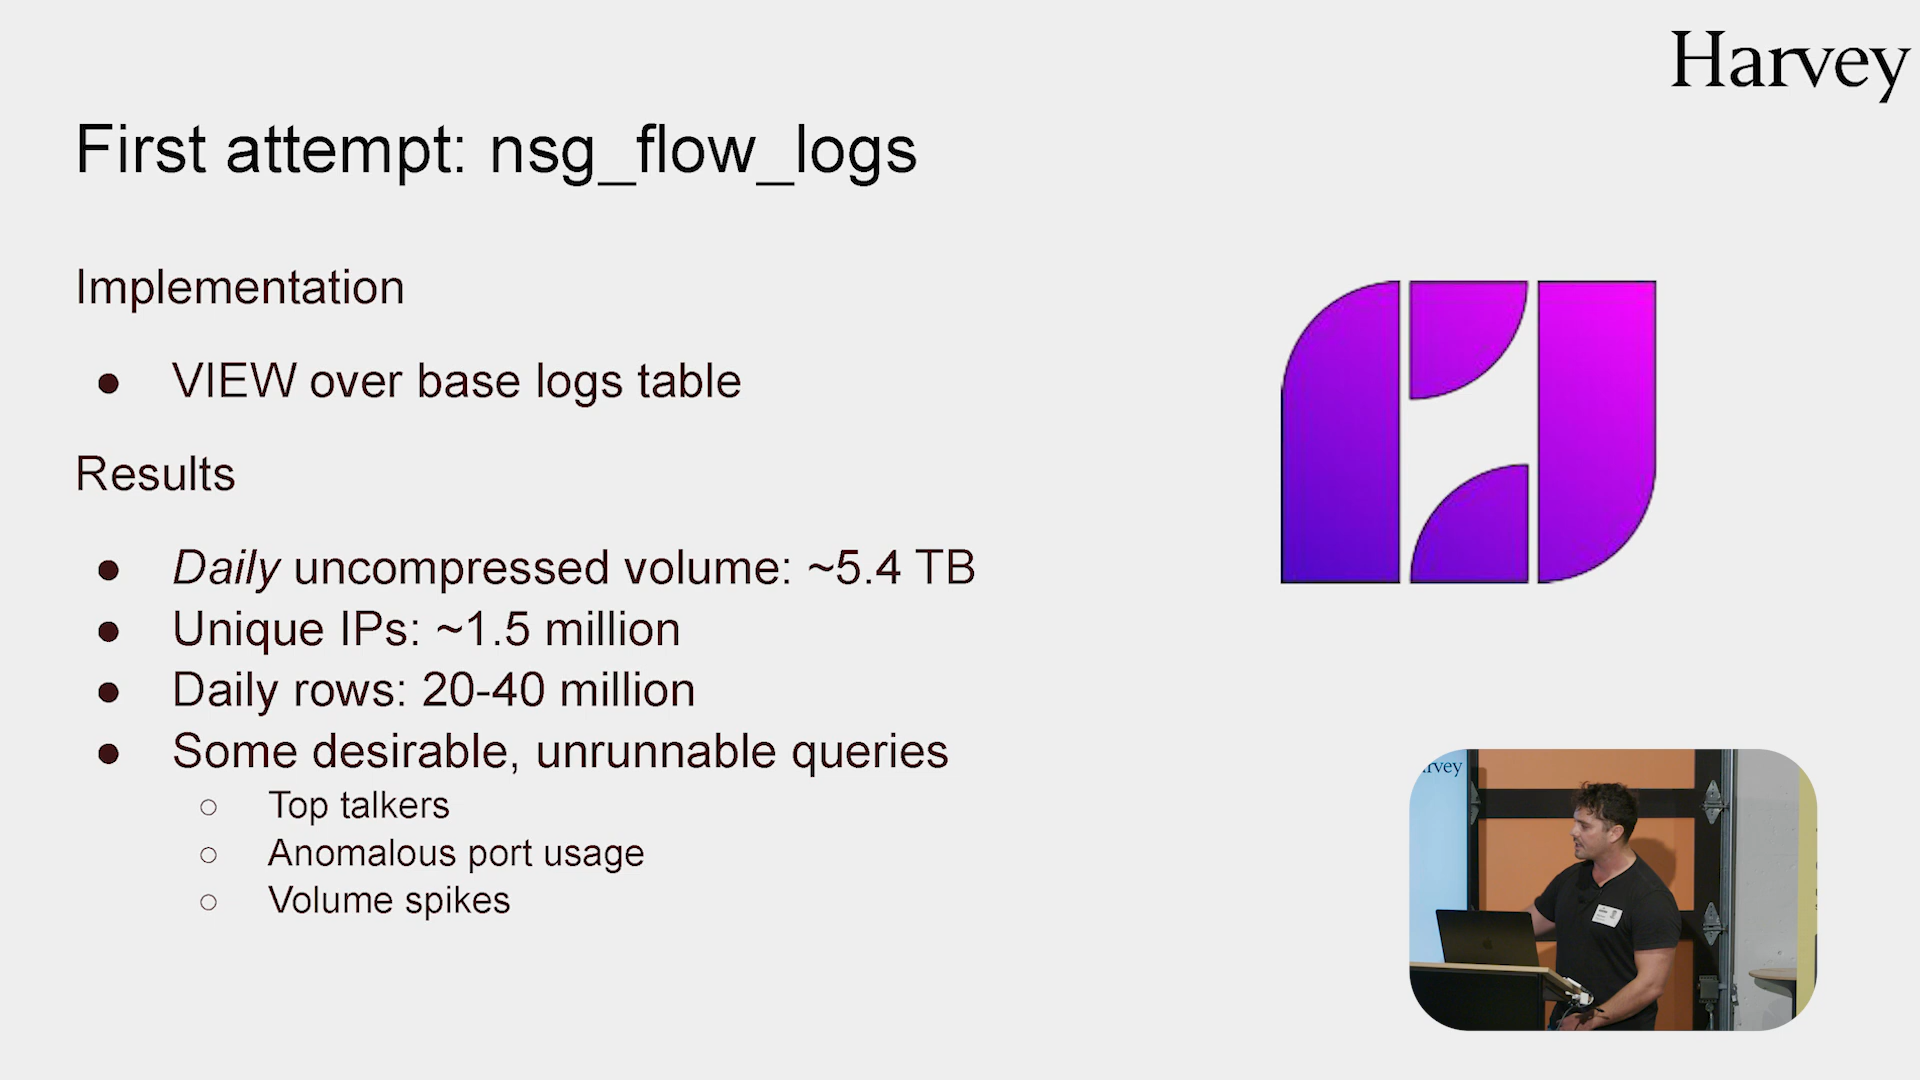 Harvey
First attempt: nsg_flow_logs
Implementation
● VIEW over base logs table
Results
● Daily uncompressed volume: ~5.4 TB
● Unique IPs: ~1.5 million
● Daily rows: 20-40 million
● Some desirable, unrunnable queries
○ Top talkers
○ Anomalous port usage
○ Volume spikes
rvey